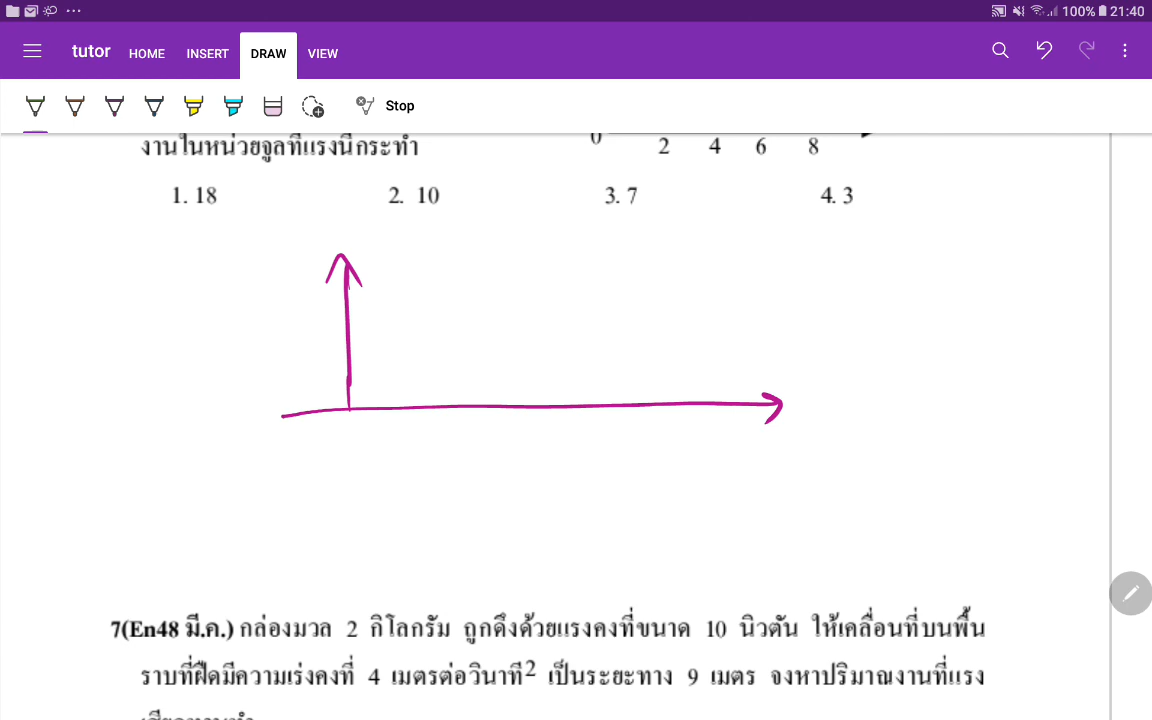 100% 21:40
tutor HOME INSERT DRAW VIEW
Stop
งานในหน่วยจูลที่แรงนี้กระทำ
0 2 4 6 8
1. 18 2. 10 3. 7 4. 3
7(En48 มี.ค.) กล่องมวล 2 กิโลกรัม ถูกดึงด้วยแรงคงที่ขนาด 10 นิวตัน ให้เคลื่อนที่บนพื้น
ราบที่ฝืดมีความเร่งคงที่ 4 เมตรต่อวินาที2 เป็นระยะทาง 9 เมตร จงหาปริมาณงานที่แรง